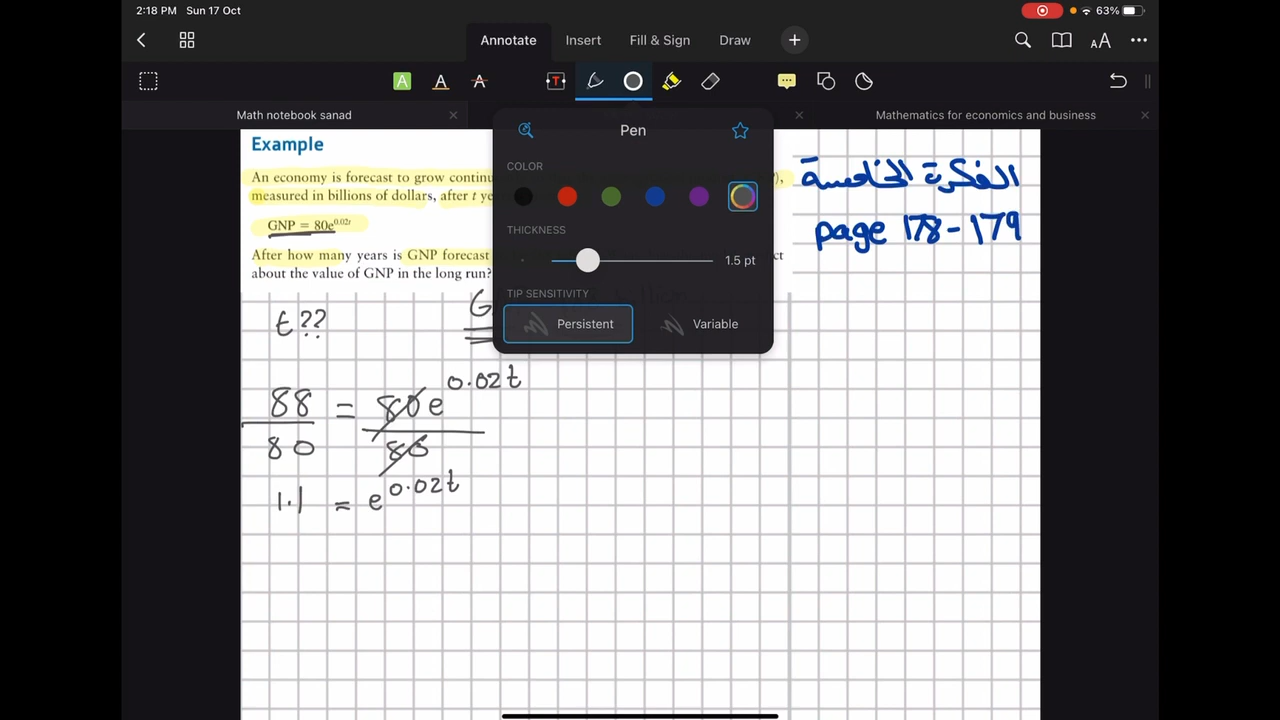 2:18 PM Sun 17 Oct
63%
Annotate Insert Fill & Sign Draw
Math notebook sanad
Mathematics for economics and business
Pen
COLOR
THICKNESS
1.5 pt
TIP SENSITIVITY
Persistent Variable
Example
An economy is forecast to grow continu
),
measured in billions of dollars, after t ye
GNP = 80e^0.02t
After how many years is GNP forecast
ct
about the value of GNP in the long run?
الفكرة الخامسة
page 178-179
t ??
G
88 = 80e^0.02t
80 80
1.1 = e^0.02t